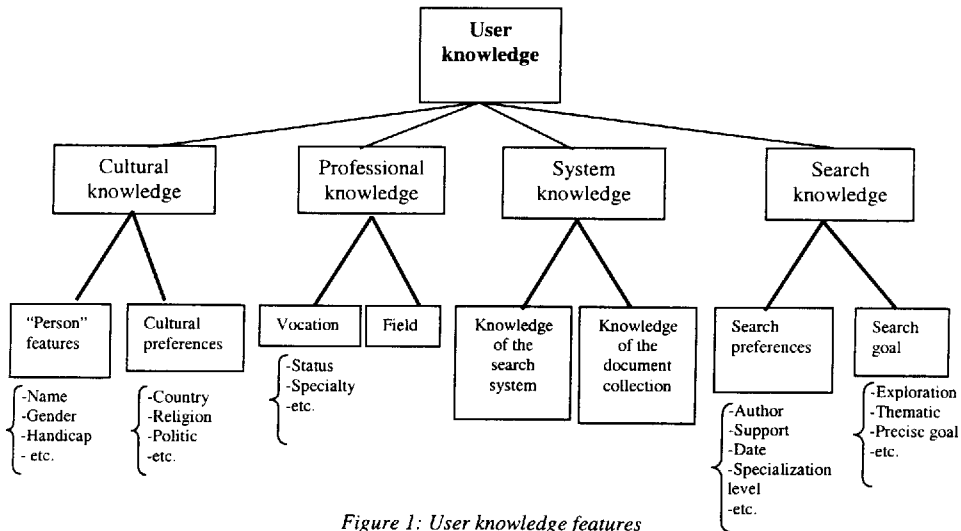 User
knowledge
Cultural
knowledge
Professional
knowledge
System
knowledge
Search
knowledge
"Person"
features
Cultural
preferences
Vocation
Field
Knowledge
of the
search
system
Knowledge
of the
document
collection
Search
preferences
Search
goal
-Name
-Gender
-Handicap
- etc.
-Country
-Religion
-Politic
-etc.
-Status
-Specialty
-etc.
-Author
-Support
-Date
-Specialization
level
-etc.
-Exploration
-Thematic
-Precise goal
-etc.
Figure 1: User knowledge features